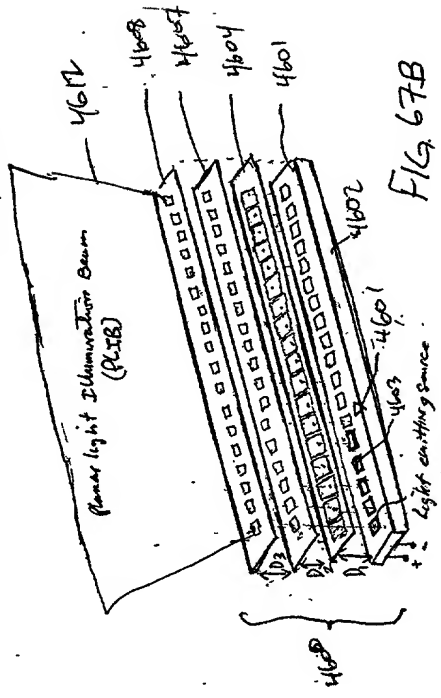 4612
4608
4607
4604
4601
Planar light Illumination Beam
(PLIB)
D3
D2
D1
4600
4602
4601
4603
Light emitting source
+ -
FIG. 67B